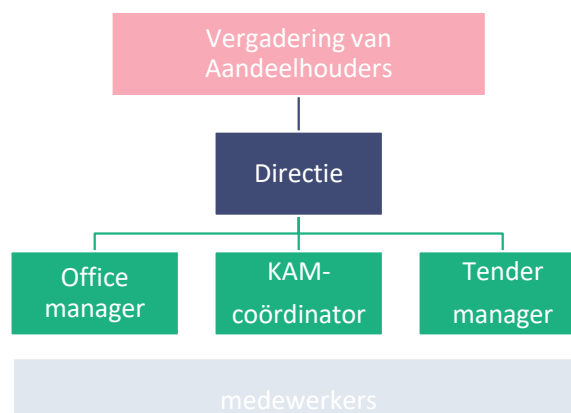 Vergadering van
Aandeelhouders
Directie
Office
manager
KAM-
coördinator
Tender
manager
medewerkers